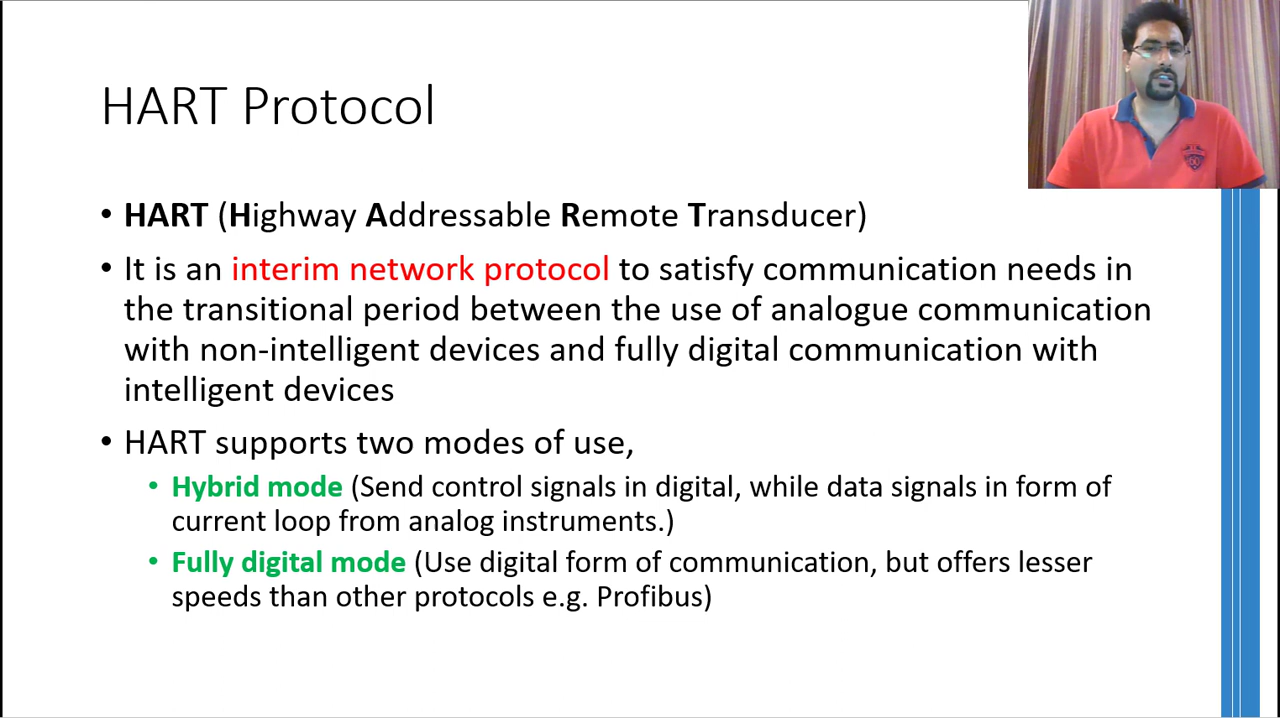 HART Protocol
• HART (Highway Addressable Remote Transducer)
• It is an interim network protocol to satisfy communication needs in
the transitional period between the use of analogue communication
with non-intelligent devices and fully digital communication with
intelligent devices
• HART supports two modes of use,
• Hybrid mode (Send control signals in digital, while data signals in form of
current loop from analog instruments.)
• Fully digital mode (Use digital form of communication, but offers lesser
speeds than other protocols e.g. Profibus)